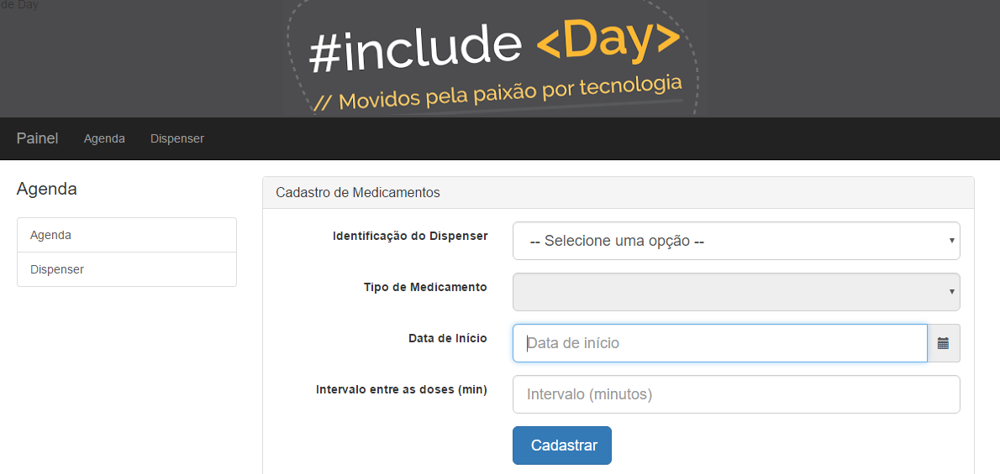 de Day
#include <Day>
// Movidos pela paixão por tecnologia
Painel Agenda Dispenser
Agenda
Agenda
Dispenser
Cadastro de Medicamentos
Identificação do Dispenser
-- Selecione uma opção --
Tipo de Medicamento
Data de Início
Data de início
Intervalo entre as doses (min)
Intervalo (minutos)
Cadastrar